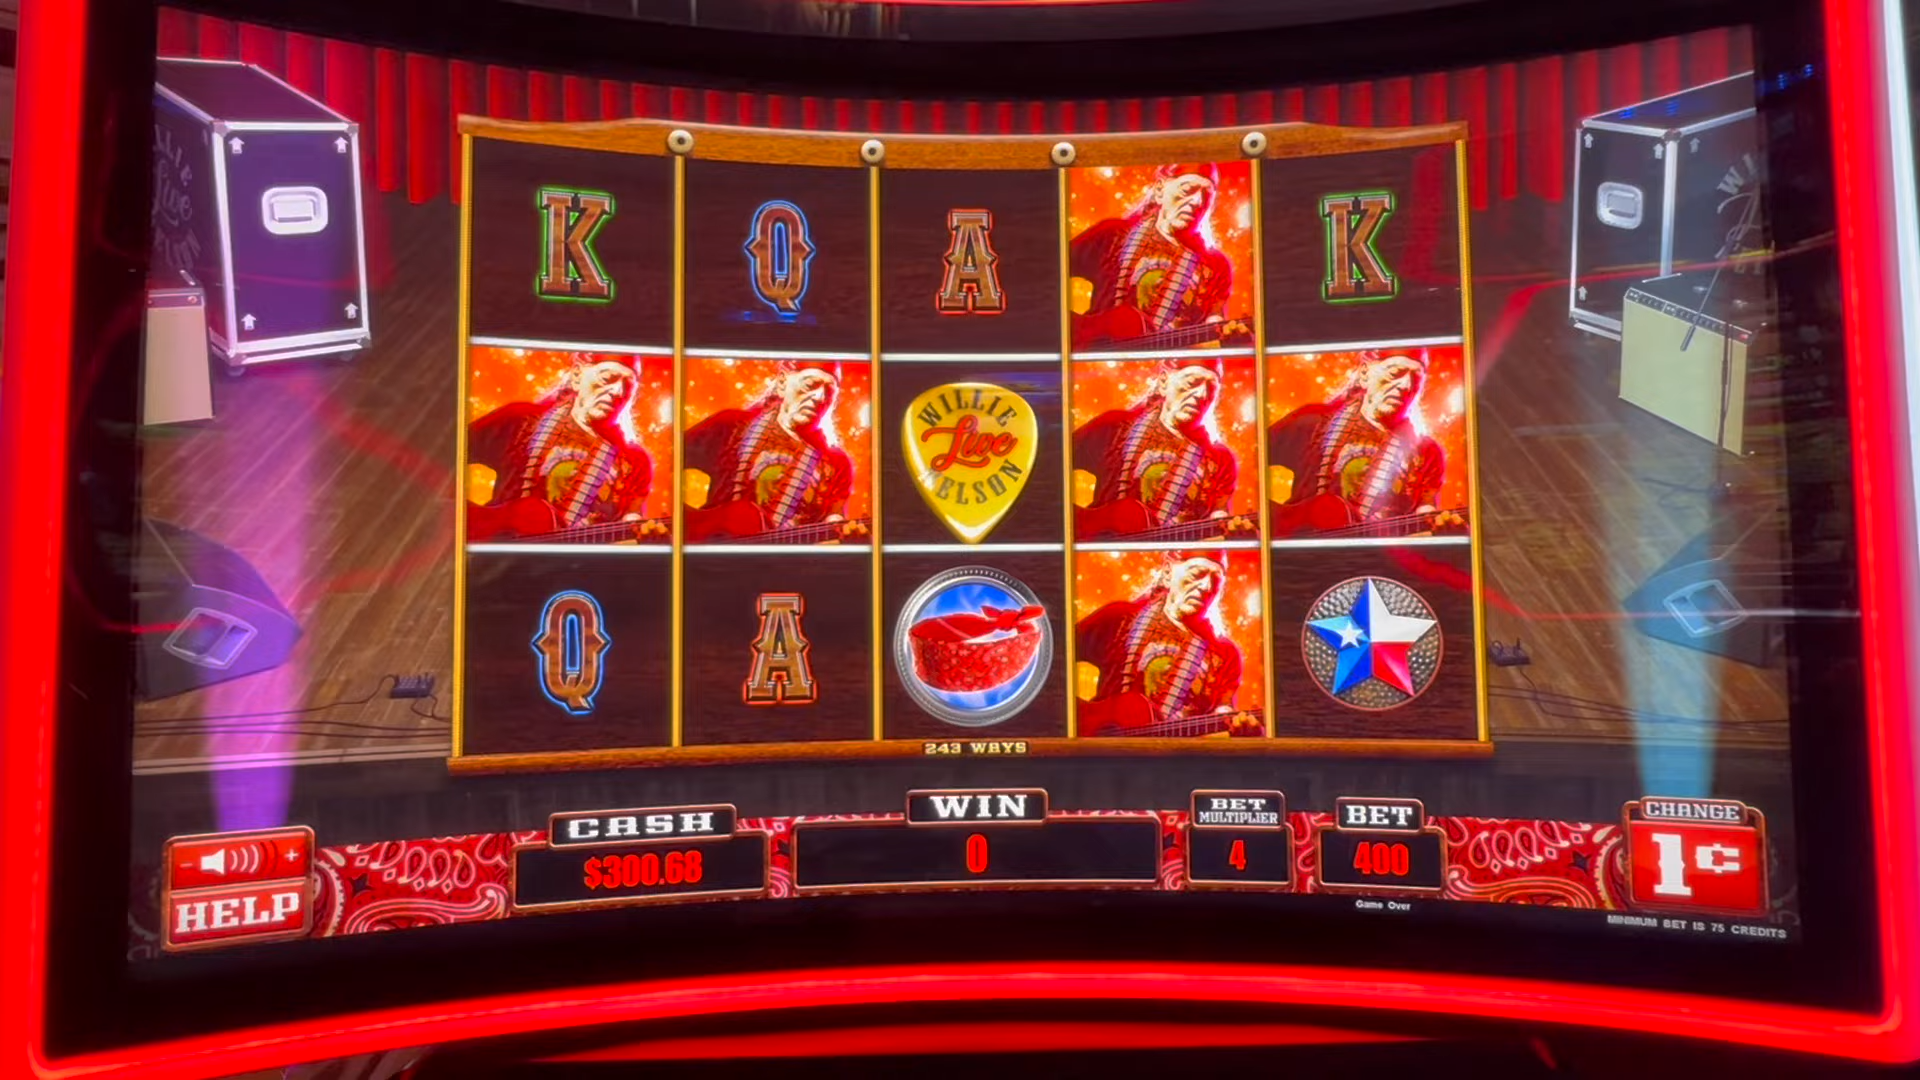 K
Q
A
K
WILLIE
Live
NELSON
Q
A
243 WAYS
CASH
$300.68
WIN
0
BET
MULTIPLIER
4
BET
400
Game Over
CHANGE
1¢
MINIMUM BET IS 75 CREDITS
- +
HELP